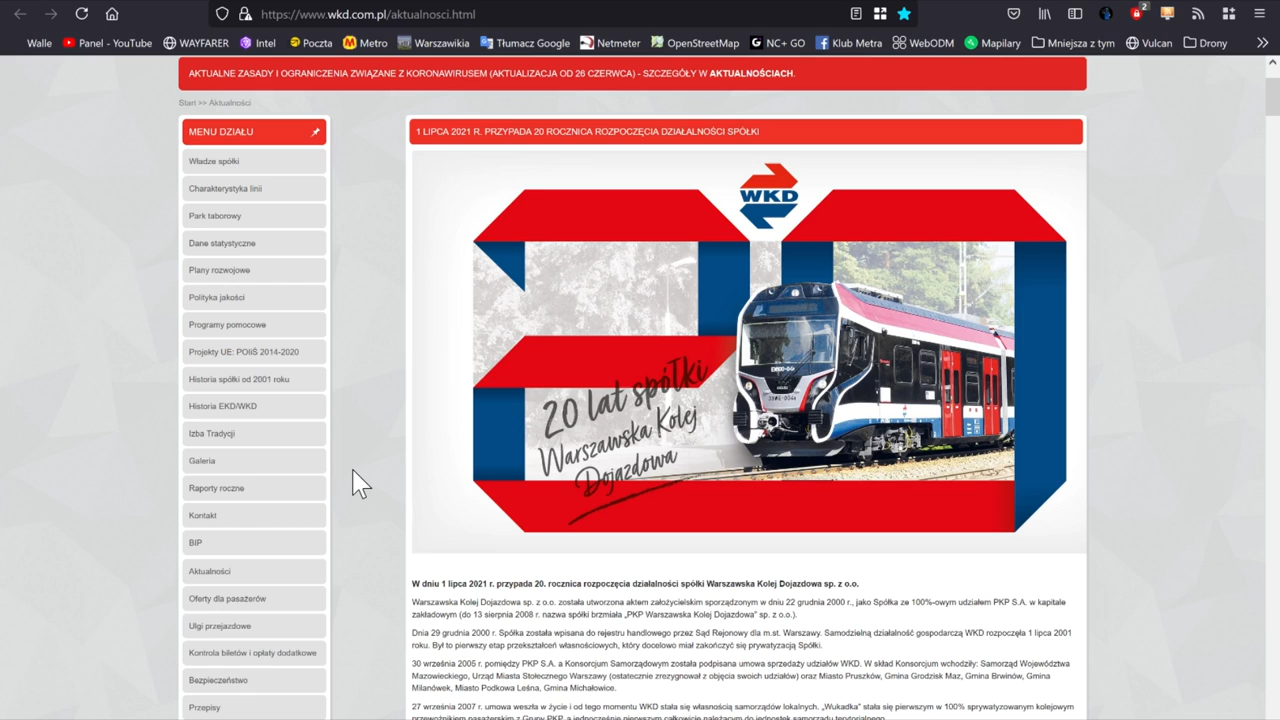 https://www.wkd.com.pl/aktualnosci.html
2
Walle Panel - YouTube WAYFARER Intel Poczta Metro Warszawikia Tłumacz Google Netmeter OpenStreetMap NC+ GO Klub Metra WebODM Mapilary Mniejsza z tym Vulcan Drony
AKTUALNE ZASADY I OGRANICZENIA ZWIĄZANE Z KORONAWIRUSEM (AKTUALIZACJA OD 26 CZERWCA) - SZCZEGÓŁY W AKTUALNOŚCIACH.
Start >> Aktualności
MENU DZIAŁU
Władze spółki
Charakterystyka linii
Park taborowy
Dane statystyczne
Plany rozwojowe
Polityka jakości
Programy pomocowe
Projekty UE: POIiŚ 2014-2020
Historia spółki od 2001 roku
Historia EKD/WKD
Izba Tradycji
Galeria
Raporty roczne
Kontakt
BIP
Aktualności
Oferty dla pasażerów
Ulgi przejazdowe
Kontrola biletów i opłaty dodatkowe
Bezpieczeństwo
Przepisy
1 LIPCA 2021 R. PRZYPADA 20 ROCZNICA ROZPOCZĘCIA DZIAŁALNOŚCI SPÓŁKI
WKD
20 lat spółki
Warszawska Kolej
Dojazdowa
W dniu 1 lipca 2021 r. przypada 20. rocznica rozpoczęcia działalności spółki Warszawska Kolej Dojazdowa sp. z o.o.
Warszawska Kolej Dojazdowa sp. z o.o. została utworzona aktem założycielskim sporządzonym w dniu 22 grudnia 2000 r., jako Spółka ze 100%-owym udziałem PKP S.A. w kapitale
zakładowym (do 13 sierpnia 2008 r. nazwa spółki brzmiała „PKP Warszawska Kolej Dojazdowa” sp. z o.o.).
Dnia 29 grudnia 2000 r. Spółka została wpisana do rejestru handlowego przez Sąd Rejonowy dla m.st. Warszawy. Samodzielną działalność gospodarczą WKD rozpoczęła 1 lipca 2001
roku. Był to pierwszy etap przekształceń własnościowych, który docelowo miał zakończyć się prywatyzacją Spółki.
30 września 2005 r. pomiędzy PKP S.A. a Konsorcjum Samorządowym została podpisana umowa sprzedaży udziałów WKD. W skład Konsorcjum wchodziły: Samorząd Województwa
Mazowieckiego, Urząd Miasta Stołecznego Warszawy (ostatecznie zrezygnował z objęcia swoich udziałów) oraz Miasto Pruszków, Gmina Grodzisk Maz, Gmina Brwinów, Gmina
Milanówek, Miasto Podkowa Leśna, Gmina Michałowice.
27 września 2007 r. umowa weszła w życie i od tego momentu WKD stała się własnością samorządów lokalnych. „Wukadka” stała się pierwszym w 100% sprywatyzowanym kolejowym
przewoźnikiem pasażerskim z Grupy PKP, a jednocześnie pierwszym całkowicie należącym do jednostek samorządu terytorialnego.